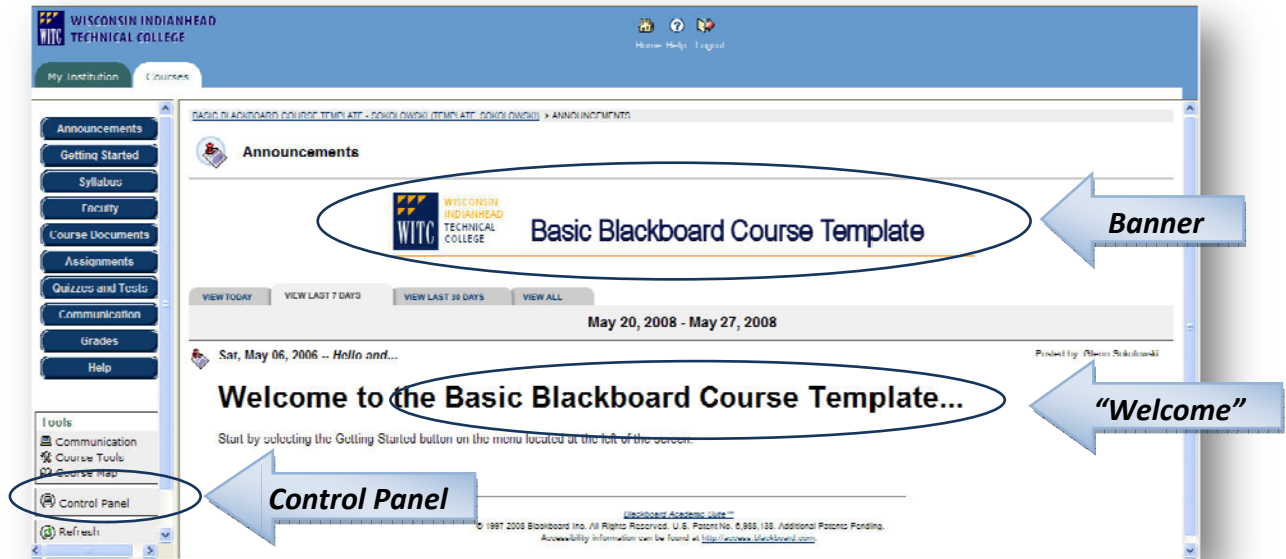 WISCONSIN INDIANHEAD
TECHNICAL COLLEGE
WITC
Home Help Logout
My Institution Courses
BASIC BLACKBOARD COURSE TEMPLATE - SOKOLOWSKI (TEMPLATE_SOKOLOWSKI) > ANNOUNCEMENTS
Announcements
Announcements
Getting Started
Syllabus
Faculty
Course Documents
Assignments
Quizzes and Tests
Communication
Grades
Help
WISCONSIN
INDIANHEAD
TECHNICAL
COLLEGE
WITC
Basic Blackboard Course Template
Banner
VIEW TODAY VIEW LAST 7 DAYS VIEW LAST 30 DAYS VIEW ALL
May 20, 2008 - May 27, 2008
Sat, May 06, 2006 -- Hello and...
Posted by: Glenn Sokolowski
Welcome to the Basic Blackboard Course Template...
"Welcome"
Start by selecting the Getting Started button on the menu located at the left of the screen.
Tools
Communication
Course Tools
Course Map
Control Panel
Refresh
Control Panel
Blackboard Academic Suite™
© 1997 2008 Blackboard Inc. All Rights Reserved. U.S. Patent No. 6,988,138. Additional Patents Pending.
Accessibility information can be found at http://access.blackboard.com.